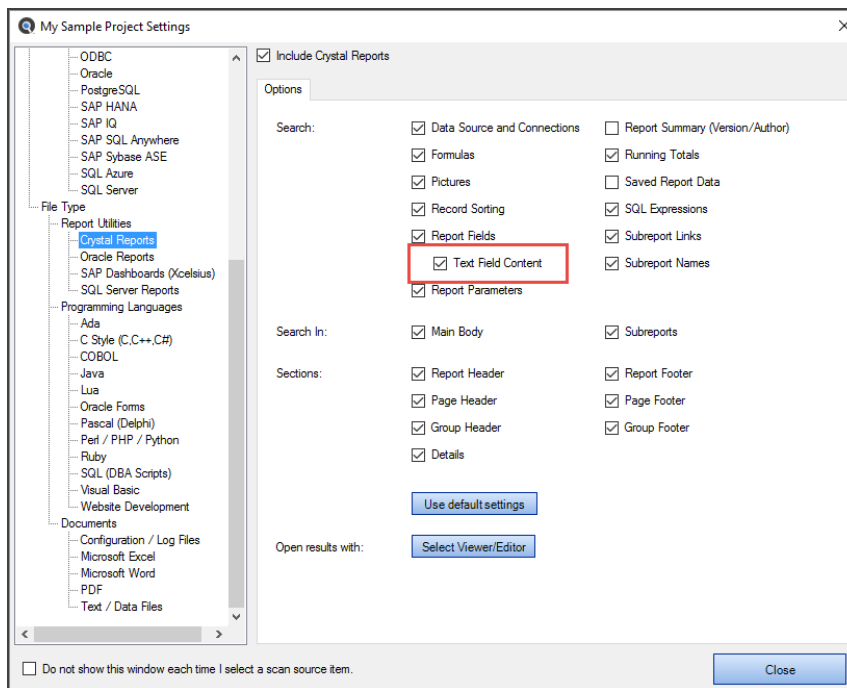 My Sample Project Settings
ODBC
Oracle
PostgreSQL
SAP HANA
SAP IQ
SAP SQL Anywhere
SAP Sybase ASE
SQL Azure
SQL Server
File Type
Report Utilities
Crystal Reports
Oracle Reports
SAP Dashboards (Xcelsius)
SQL Server Reports
Programming Languages
Ada
C Style (C,C++,C#)
COBOL
Java
Lua
Oracle Forms
Pascal (Delphi)
Perl / PHP / Python
Ruby
SQL (DBA Scripts)
Visual Basic
Website Development
Documents
Configuration / Log Files
Microsoft Excel
Microsoft Word
PDF
Text / Data Files
Include Crystal Reports
Options
Search: Data Source and Connections Report Summary (Version/Author)
Formulas Running Totals
Pictures Saved Report Data
Record Sorting SQL Expressions
Report Fields Subreport Links
Text Field Content Subreport Names
Report Parameters
Search In: Main Body Subreports
Sections: Report Header Report Footer
Page Header Page Footer
Group Header Group Footer
Details
Use default settings
Open results with: Select Viewer/Editor
Do not show this window each time I select a scan source item. Close